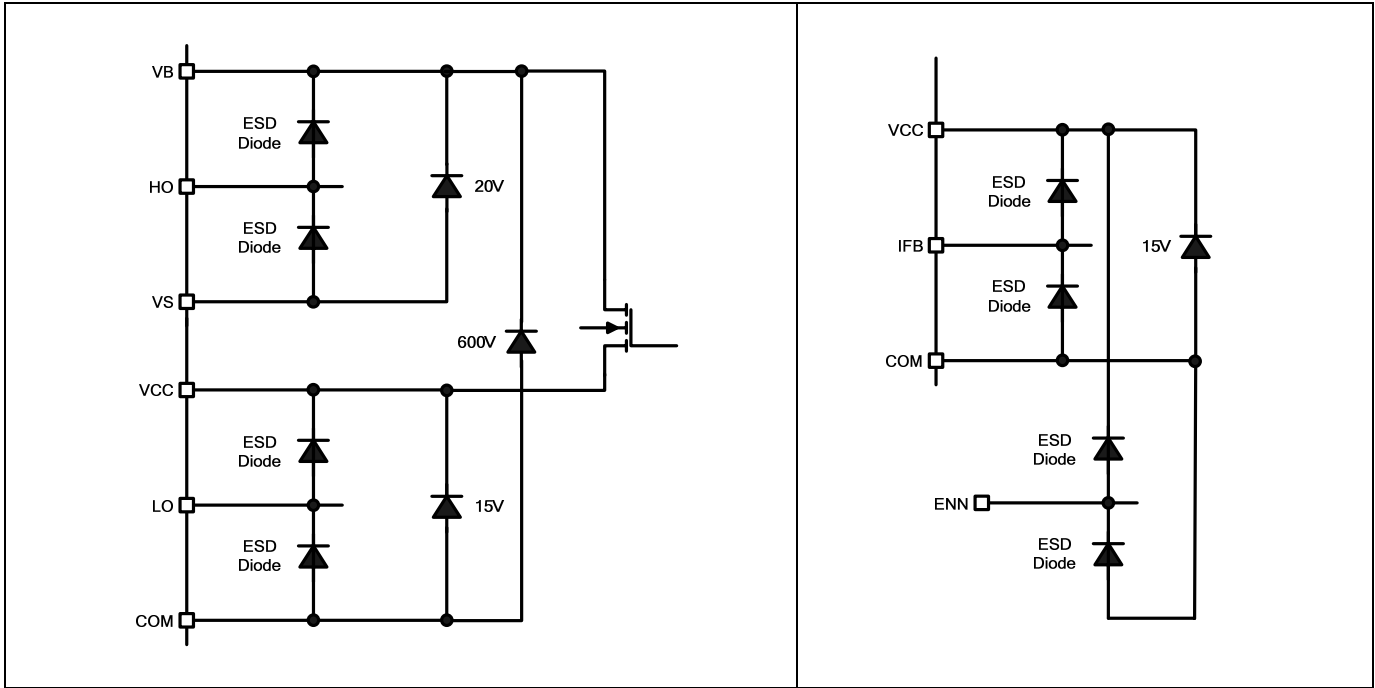 VB
ESD
Diode
HO
20V
ESD
Diode
VS
600V
VCC
ESD
Diode
LO
15V
ESD
Diode
COM
VCC
ESD
Diode
IFB
15V
ESD
Diode
COM
ESD
Diode
ENN
ESD
Diode